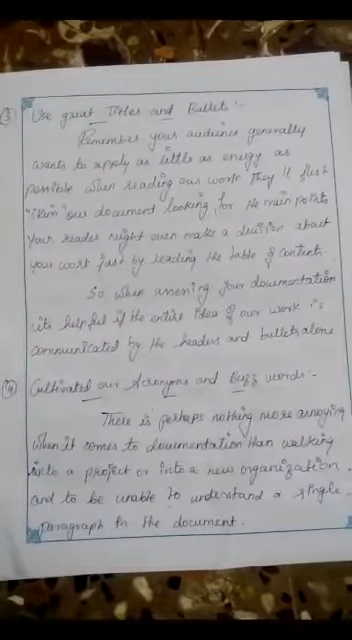 ③ Use great Titles and Bullets :-
Remember your audience generally
wants to apply as little as energy as
possible when reading our work They ll first
"skim" our document looking for the main points
Your reader might even make a decision about
your work just by reading the table of contents.
So when assessing your documentation
its helpful if the entire idea of our work is
communicated by the headers and bullets alone
④ Cultivated our Acronyms and Buzz words :-
There is perhaps nothing more annoying
when it comes to documentation than walking
into a project or into a new organization
and to be unable to understand a single
paragraph in the document.